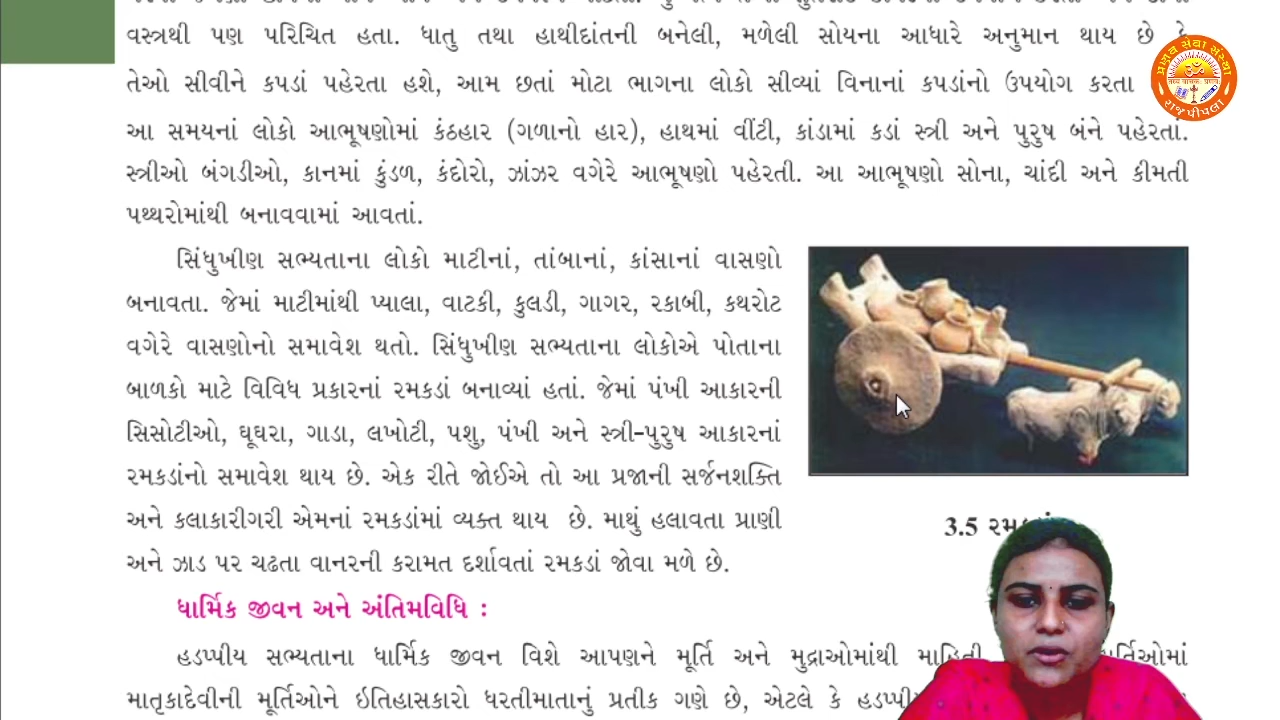 વસ્ત્રથી પણ પરિચિત હતા. ધાતુ તથા હાથીદાંતની બનેલી, મળેલી સોયના આધારે અનુમાન થાય છે કે
તેઓ સીવીને કપડાં પહેરતા હશે, આમ છતાં મોટા ભાગના લોકો સીવ્યાં વિનાનાં કપડાંનો ઉપયોગ કરતા
આ સમયનાં લોકો આભૂષણોમાં કંઠહાર (ગળાનો હાર), હાથમાં વીંટી, કાંડામાં કડાં સ્ત્રી અને પુરુષ બંને પહેરતાં.
સ્ત્રીઓ બંગડીઓ, કાનમાં કુંડળ, કંદોરો, ઝાંઝર વગેરે આભૂષણો પહેરતી. આ આભૂષણો સોના, ચાંદી અને કીમતી
પથ્થરોમાંથી બનાવવામાં આવતાં.
સિંધુખીણ સભ્યતાના લોકો માટીનાં, તાંબાનાં, કાંસાનાં વાસણો
બનાવતા. જેમાં માટીમાંથી પ્યાલા, વાટકી, કુલડી, ગાગર, રકાબી, કથરોટ
વગેરે વાસણોનો સમાવેશ થતો. સિંધુખીણ સભ્યતાના લોકોએ પોતાના
બાળકો માટે વિવિધ પ્રકારનાં રમકડાં બનાવ્યાં હતાં. જેમાં પંખી આકારની
સિસોટીઓ, ઘૂઘરા, ગાડા, લખોટી, પશુ, પંખી અને સ્ત્રી-પુરુષ આકારનાં
રમકડાંનો સમાવેશ થાય છે. એક રીતે જોઈએ તો આ પ્રજાની સર્જનશક્તિ
અને કલાકારીગરી એમનાં રમકડાંમાં વ્યક્ત થાય છે. માથું હલાવતા પ્રાણી
અને ઝાડ પર ચઢતા વાનરની કરામત દર્શાવતાં રમકડાં જોવા મળે છે.
3.5
ધાર્મિક જીવન અને અંતિમવિધિ :
હડપ્પીય સભ્યતાના ધાર્મિક જીવન વિશે આપણને મૂર્તિ અને મુદ્રાઓમાંથી
માતૃકાદેવીની મૂર્તિઓને ઇતિહાસકારો ધરતીમાતાનું પ્રતીક ગણે છે, એટલે કે
પ્રણવ સેવા સંસ્થા
રાજપીપલા